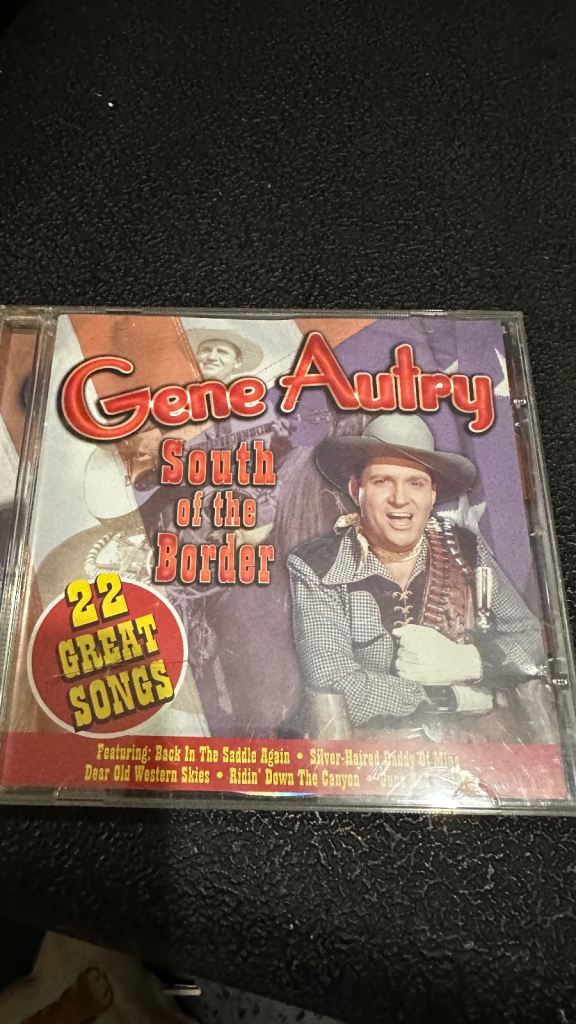 Gene Autry
South
of the
Border
22
GREAT
SONGS
Featuring: Back In The Saddle Again • Silver-Haired Daddy Of Mine
Dear Old Western Skies • Ridin' Down The Canyon •